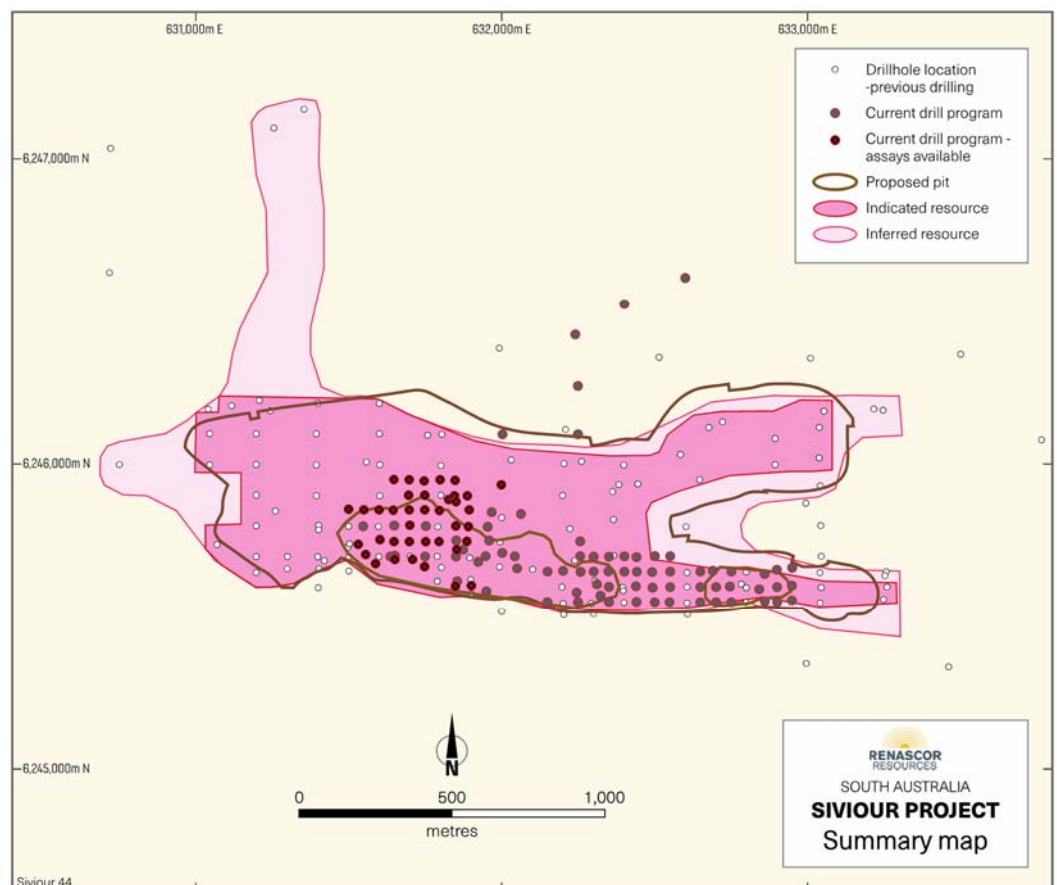 631,000m E
632,000m E
633,000m E
Drillhole location
-previous drilling
Current drill program
Current drill program -
assays available
Proposed pit
Indicated resource
Inferred resource
6,247,000m N
6,246,000m N
6,245,000m N
N
0 500 1,000
metres
RENASCOR
RESOURCES
SOUTH AUSTRALIA
SIVIOUR PROJECT
Summary map
Siviour 44